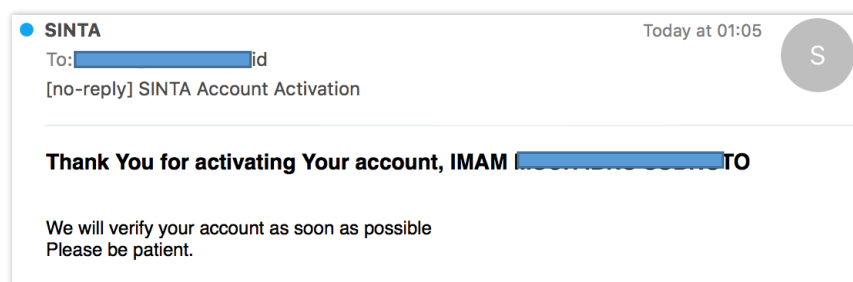 SINTA
Today at 01:05
S
To: id
[no-reply] SINTA Account Activation
Thank You for activating Your account, IMAM TO
We will verify your account as soon as possible
Please be patient.